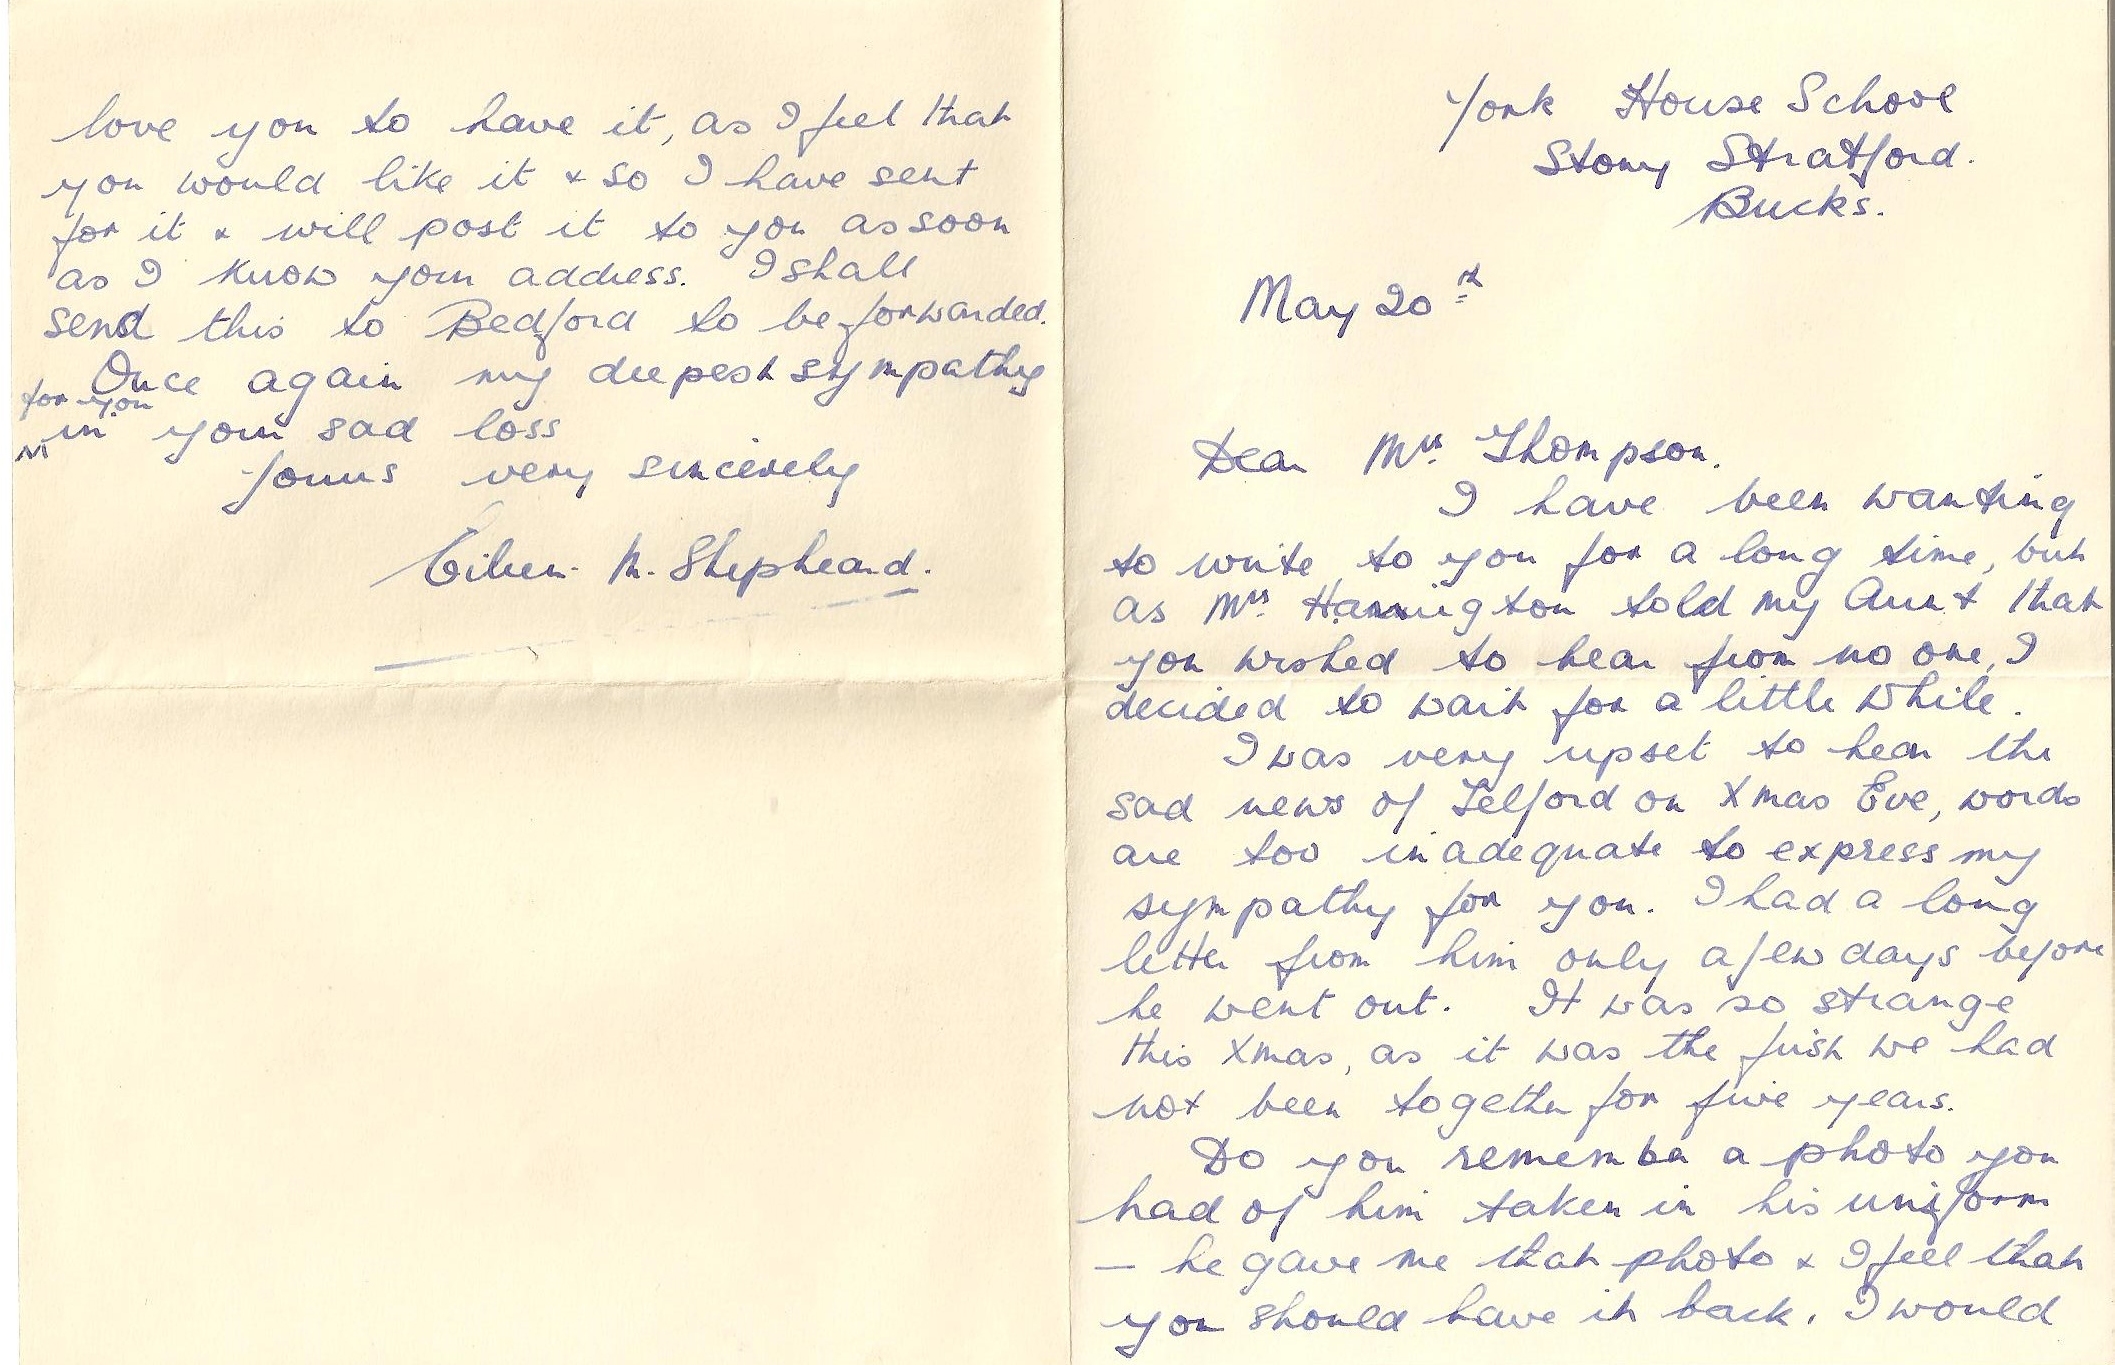 York House School
Stony Stratford.
Bucks.
May 20th
Dear Mrs. Thompson.
I have been wanting
to write to you for a long time, but
as Mrs. Harrington told my Aunt that
you wished to hear from no one, I
decided to wait for a little while.
I was very upset to hear the
sad news of Telford on Xmas Eve, words
are too inadequate to express my
sympathy for you. I had a long
letter from him only a few days before
he went out. It was so strange
this Xmas, as it was the first we had
not been together for five years.
Do you remember a photo you
had of him taken in his uniform
– he gave me that photo & I feel that
you should have it back. I would
love you to have it, as I feel that
you would like it & so I have sent
for it & will post it to you as soon
as I know your address. I shall
send this to Bedford to be forwarded.
Once again my deepest sympathy
for you
in your sad loss
Yours very sincerely
Eileen M. Shepheard.